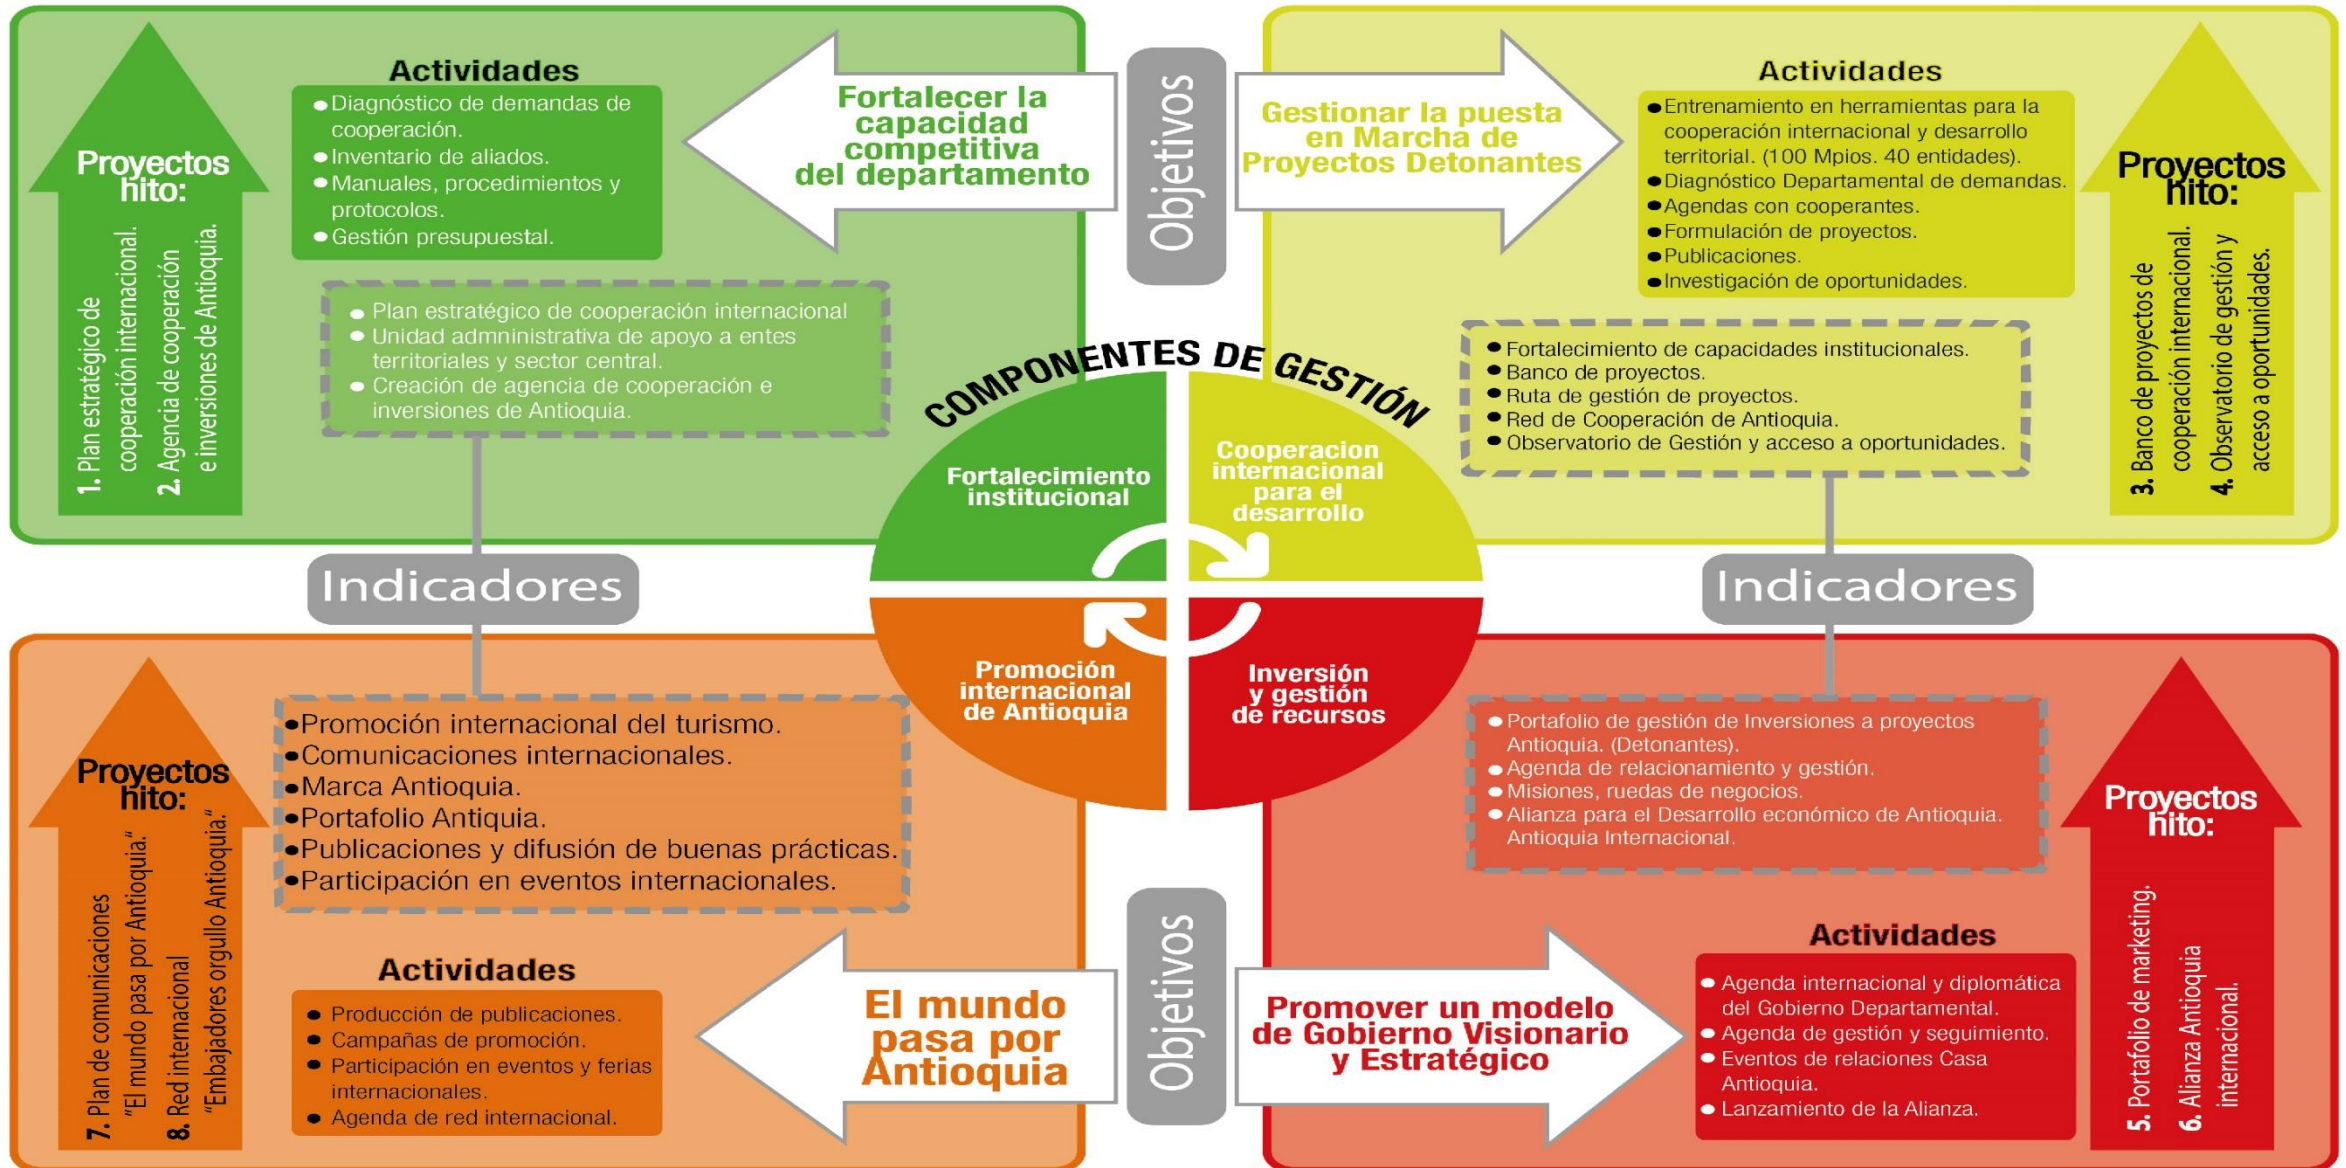 Proyectos
hito:
1. Plan estratégico de
cooperación internacional.
2. Agencia de cooperación
e inversiones de Antioquia.
Actividades
Diagnóstico de demandas de
cooperación.
Inventario de aliados.
Manuales, procedimientos y
protocolos.
Gestión presupuestal.
Fortalecer la
capacidad
competitiva
del departamento
Plan estratégico de cooperación internacional
Unidad admministrativa de apoyo a entes
territoriales y sector central.
Creación de agencia de cooperación e
inversiones de Antioquia.
Objetivos
Gestionar la puesta
en Marcha de
Proyectos Detonantes
Actividades
Entrenamiento en herramientas para la
cooperación internacional y desarrollo
territorial. (100 Mpios. 40 entidades).
Diagnóstico Departamental de demandas.
Agendas con cooperantes.
Formulación de proyectos.
Publicaciones.
Investigación de oportunidades.
Fortalecimiento de capacidades institucionales.
Banco de proyectos.
Ruta de gestión de proyectos.
Red de Cooperación de Antioquia.
Observatorio de Gestión y acceso a oportunidades.
Proyectos
hito:
3. Banco de proyectos de
cooperación internacional.
4. Observatorio de gestión y
acceso a oportunidades.
COMPONENTES DE GESTIÓN
Fortalecimiento
institucional
Cooperacion
internacional
para el
desarrollo
Promoción
internacional
de Antioquia
Inversión
y gestión
de recursos
Indicadores
Indicadores
Proyectos
hito:
7. Plan de comunicaciones
"El mundo pasa por Antioquia."
8. Red internacional
"Embajadores orgullo Antioquia."
Promoción internacional del turismo.
Comunicaciones internacionales.
Marca Antioquia.
Portafolio Antiquia.
Publicaciones y difusión de buenas prácticas.
Participación en eventos internacionales.
Actividades
Producción de publicaciones.
Campañas de promoción.
Participación en eventos y ferias
internacionales.
Agenda de red internacional.
El mundo
pasa por
Antioquia
Objetivos
Promover un modelo
de Gobierno Visionario
y Estratégico
Portafolio de gestión de Inversiones a proyectos
Antioquia. (Detonantes).
Agenda de relacionamiento y gestión.
Misiones, ruedas de negocios.
Alianza para el Desarrollo económico de Antioquia.
Antioquia Internacional.
Actividades
Agenda internacional y diplomática
del Gobierno Departamental.
Agenda de gestión y seguimiento.
Eventos de relaciones Casa
Antioquia.
Lanzamiento de la Alianza.
Proyectos
hito:
5. Portafolio de marketing.
6. Alianza Antioquia
internacional.